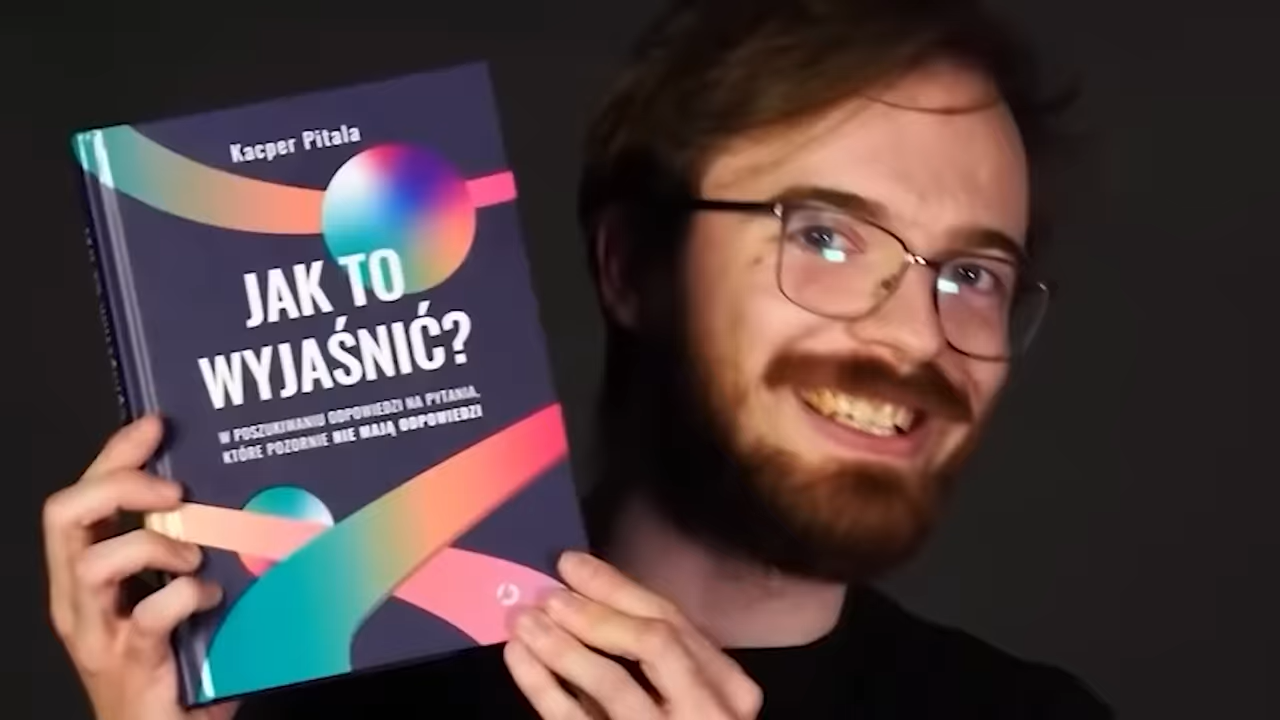 Kacper Pitala
JAK TO
WYJAŚNIĆ?
W POSZUKIWANIU ODPOWIEDZI NA PYTANIA,
KTÓRE POZORNIE NIE MAJĄ ODPOWIEDZI